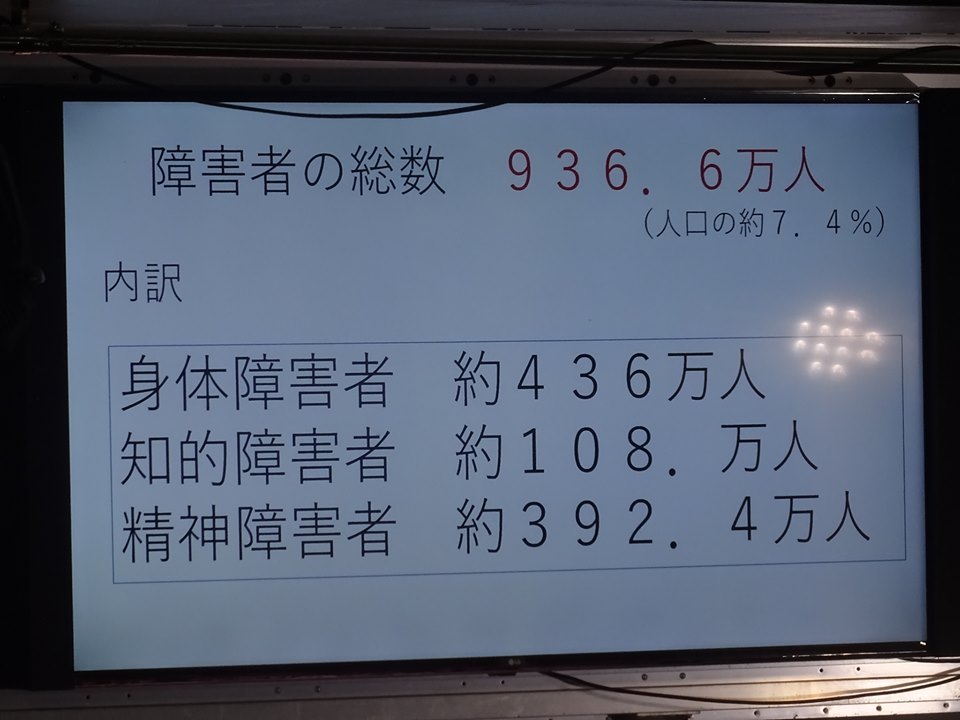 障害者の総数　９３６．６万人
（人口の約７．４％）
内訳
身体障害者　約４３６万人
知的障害者　約１０８．万人
精神障害者　約３９２．４万人
LG